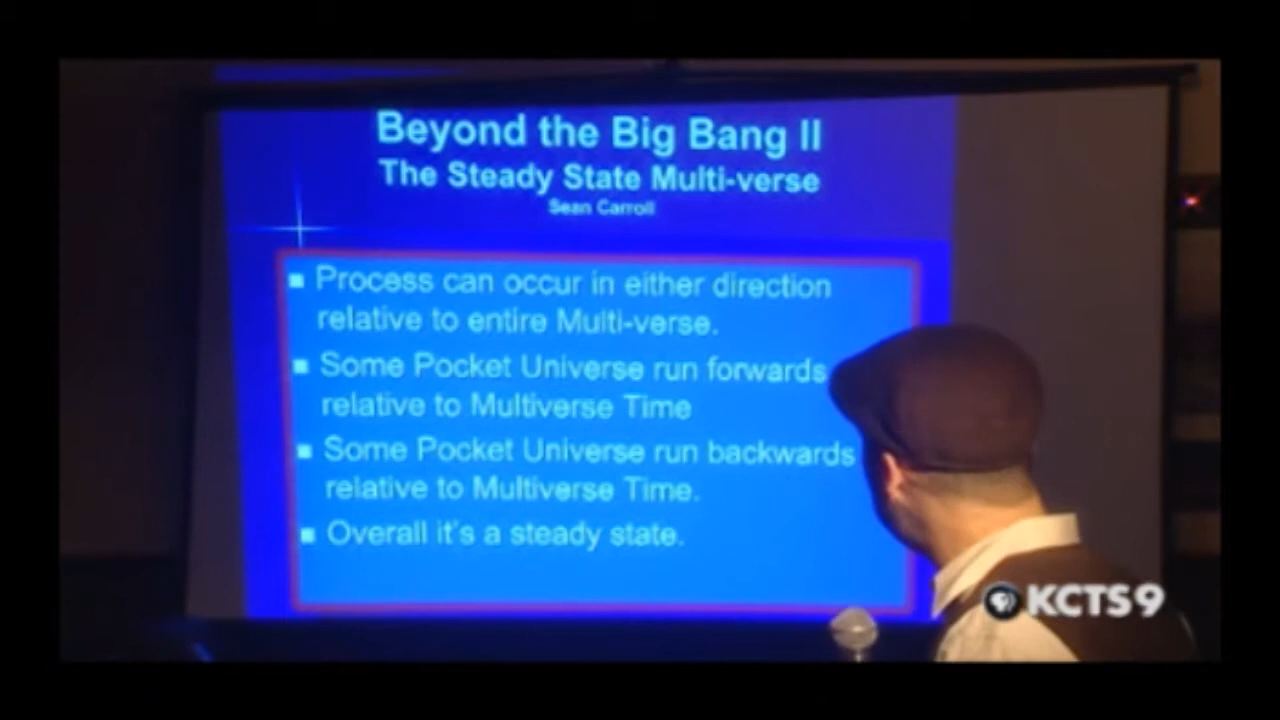 Beyond the Big Bang II
The Steady State Multi-verse
Sean Carroll
■ Process can occur in either direction
relative to entire Multi-verse.
■ Some Pocket Universe run forwards
relative to Multiverse Time
■ Some Pocket Universe run backwards
relative to Multiverse Time.
■ Overall it's a steady state.
KCTS9